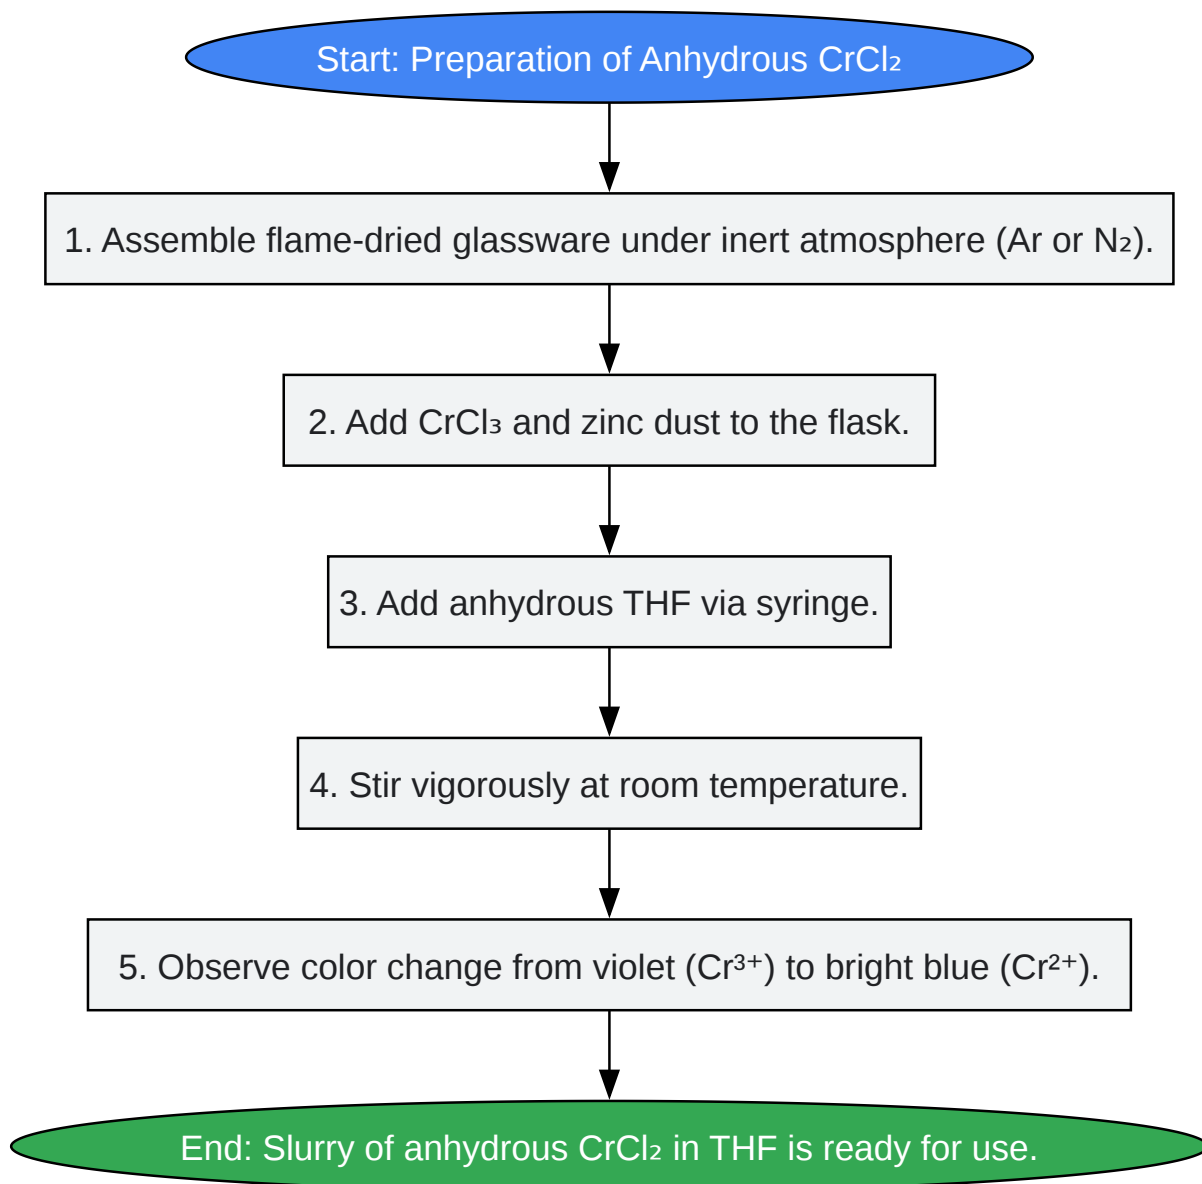 Start: Preparation of Anhydrous CrCl₂
1. Assemble flame-dried glassware under inert atmosphere (Ar or N₂).
2. Add CrCl₃ and zinc dust to the flask.
3. Add anhydrous THF via syringe.
4. Stir vigorously at room temperature.
5. Observe color change from violet (Cr³⁺) to bright blue (Cr²⁺).
End: Slurry of anhydrous CrCl₂ in THF is ready for use.